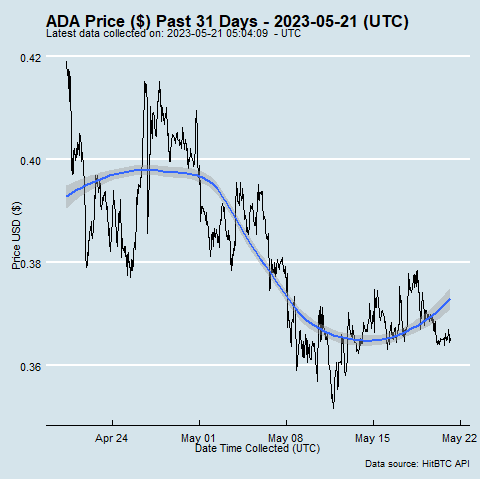 ADA Price ($) Past 31 Days - 2023-05-21 (UTC)
Latest data collected on: 2023-05-21 05:04:09 - UTC
0.42
0.40
0.38
0.36
Price USD ($)
Apr 24
May 01
May 08
May 15
May 22
Date Time Collected (UTC)
Data source: HitBTC API